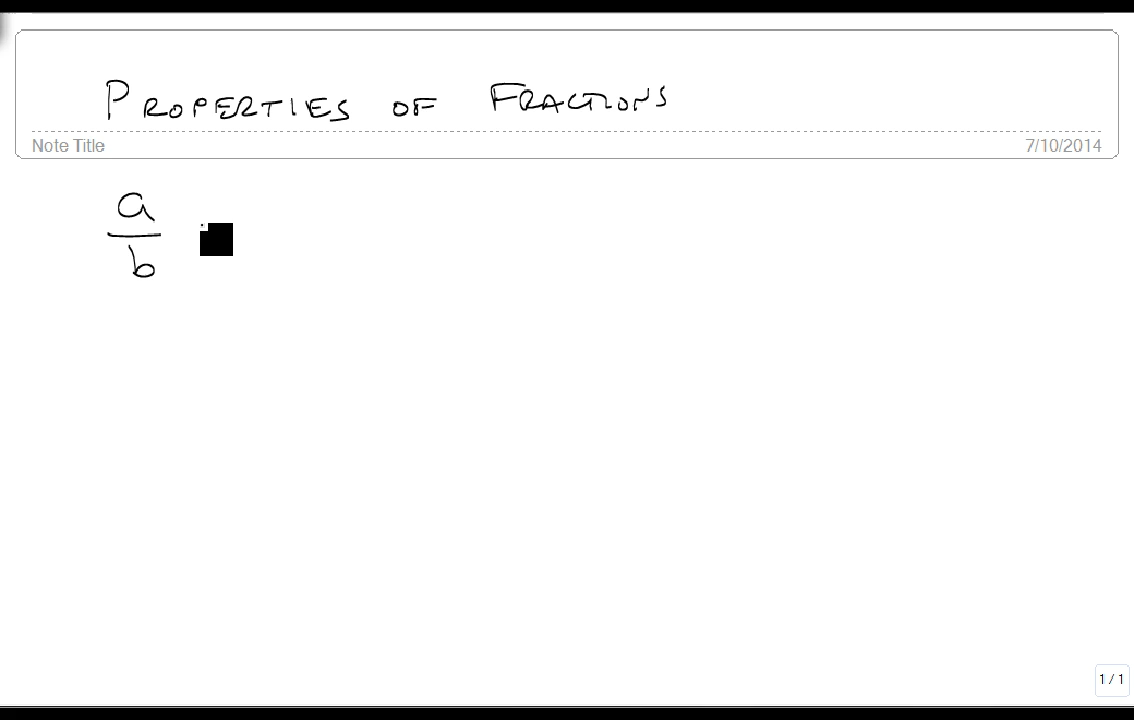 PROPERTIES OF FRACTIONS
Note Title
7/10/2014
a
b
1 / 1